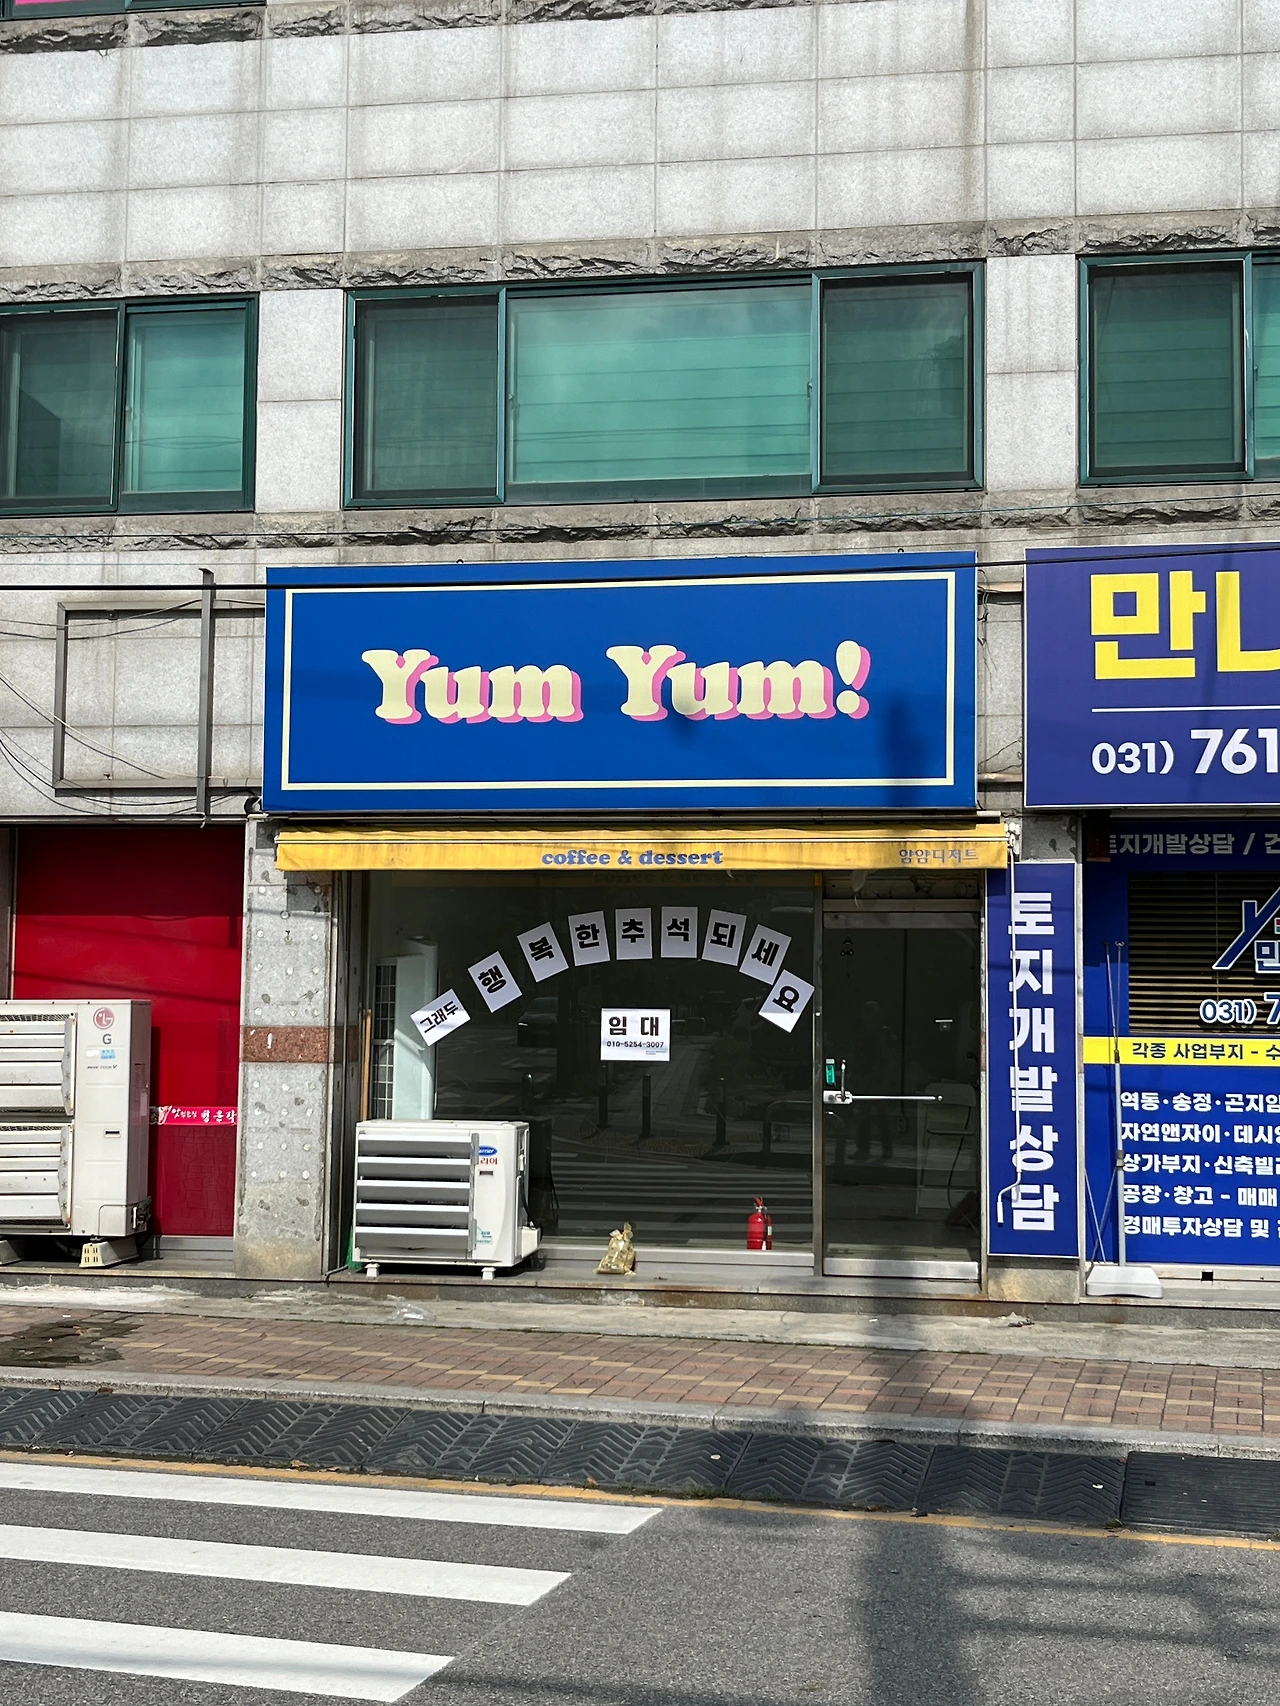 Yum Yum!
coffee & dessert
얌얌디저트
그래두 행복한추석되세요
임대
010-5254-3007
만나
031) 761
토지개발상담 / 건
토지개발상담
031) 7
각종 사업부지 - 수
역동·송정·곤지암
자연앤자이·데시앙
상가부지·신축빌라
공장·창고 - 매매
경매투자상담 및
LG